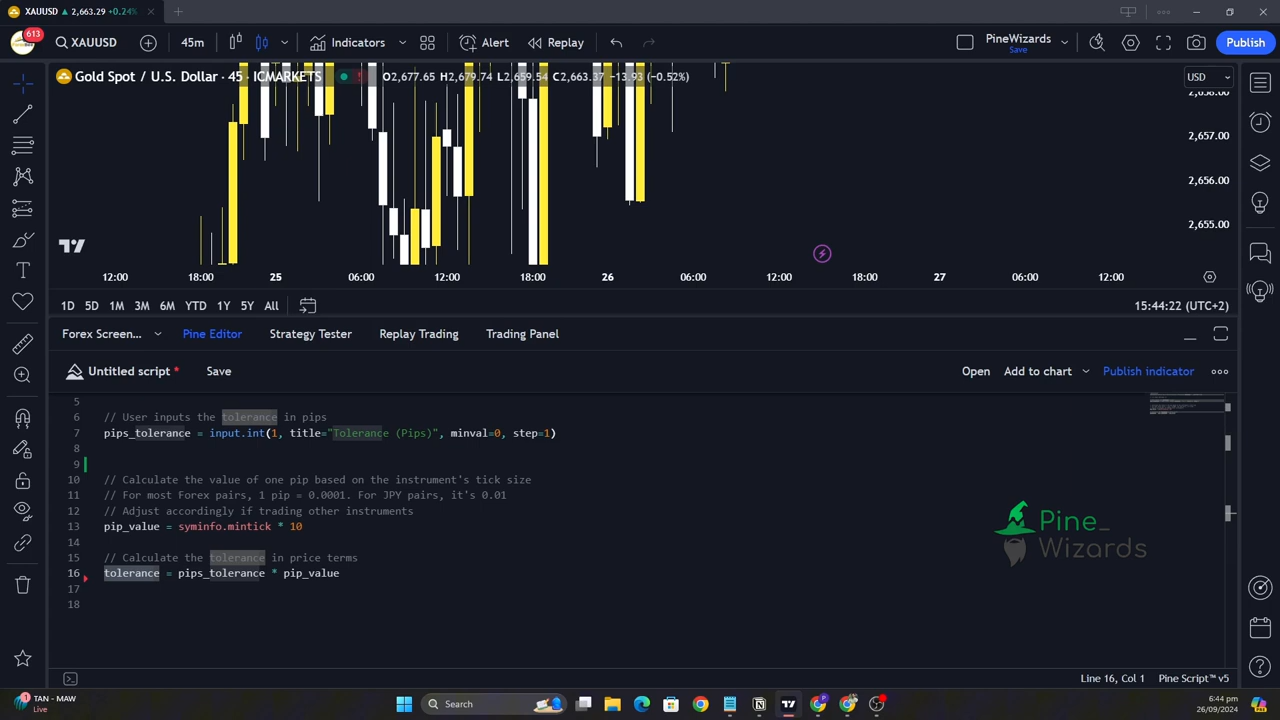 XAUUSD ▲ 2,663.29 +0.24%
613
XAUUSD
45m
Indicators
Alert
Replay
PineWizards
Save
Publish
Gold Spot / U.S. Dollar · 45 · ICMARKETS
O2,677.65 H2,679.74 L2,659.54 C2,663.37 −13.93 (−0.52%)
USD
2,658.00
2,657.00
2,656.00
2,655.00
12:00 18:00 25 06:00 12:00 18:00 26 06:00 12:00 18:00 27 06:00 12:00
1D 5D 1M 3M 6M YTD 1Y 5Y All
15:44:22 (UTC+2)
Forex Screen... Pine Editor Strategy Tester Replay Trading Trading Panel
Untitled script *
Save
Open
Add to chart
Publish indicator
5
6 // User inputs the tolerance in pips
7 pips_tolerance = input.int(1, title="Tolerance (Pips)", minval=0, step=1)
8
9
10 // Calculate the value of one pip based on the instrument's tick size
11 // For most Forex pairs, 1 pip = 0.0001. For JPY pairs, it's 0.01
12 // Adjust accordingly if trading other instruments
13 pip_value = syminfo.mintick * 10
14
15 // Calculate the tolerance in price terms
16 tolerance = pips_tolerance * pip_value
17
18
Pine_
Wizards
Line 16, Col 1 Pine Script™ v5
1
TAN - MAW
Live
Search
6:44 pm
26/09/2024